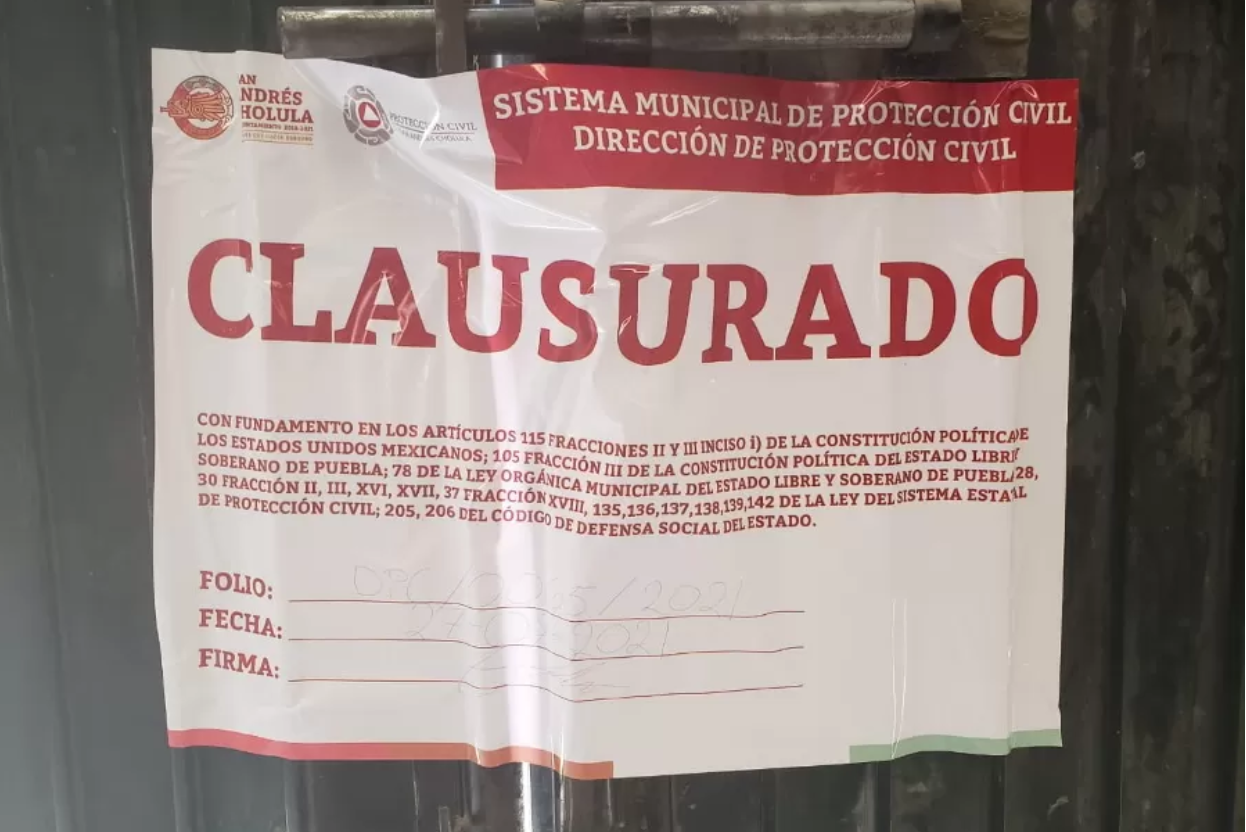 AN
NDRÉS
HOLULA
PROTECCIÓN CIVIL
SISTEMA MUNICIPAL DE PROTECCIÓN CIVIL
DIRECCIÓN DE PROTECCIÓN CIVIL
CLAUSURADO
CON FUNDAMENTO EN LOS ARTÍCULOS 115 FRACCIONES II Y III INCISO i) DE LA CONSTITUCIÓN POLÍTICA DE
LOS ESTADOS UNIDOS MEXICANOS; 105 FRACCIÓN III DE LA CONSTITUCIÓN POLÍTICA DEL ESTADO LIBRE
SOBERANO DE PUEBLA; 78 DE LA LEY ORGÁNICA MUNICIPAL DEL ESTADO LIBRE Y SOBERANO DE PUEBLA 28,
30 FRACCIÓN II, III, XVI, XVII, 37 FRACCIÓN XVIII, 135,136,137,138,139,142 DE LA LEY DEL SISTEMA ESTATAL
DE PROTECCIÓN CIVIL; 205, 206 DEL CÓDIGO DE DEFENSA SOCIAL DEL ESTADO.
FOLIO:
FECHA:
FIRMA: